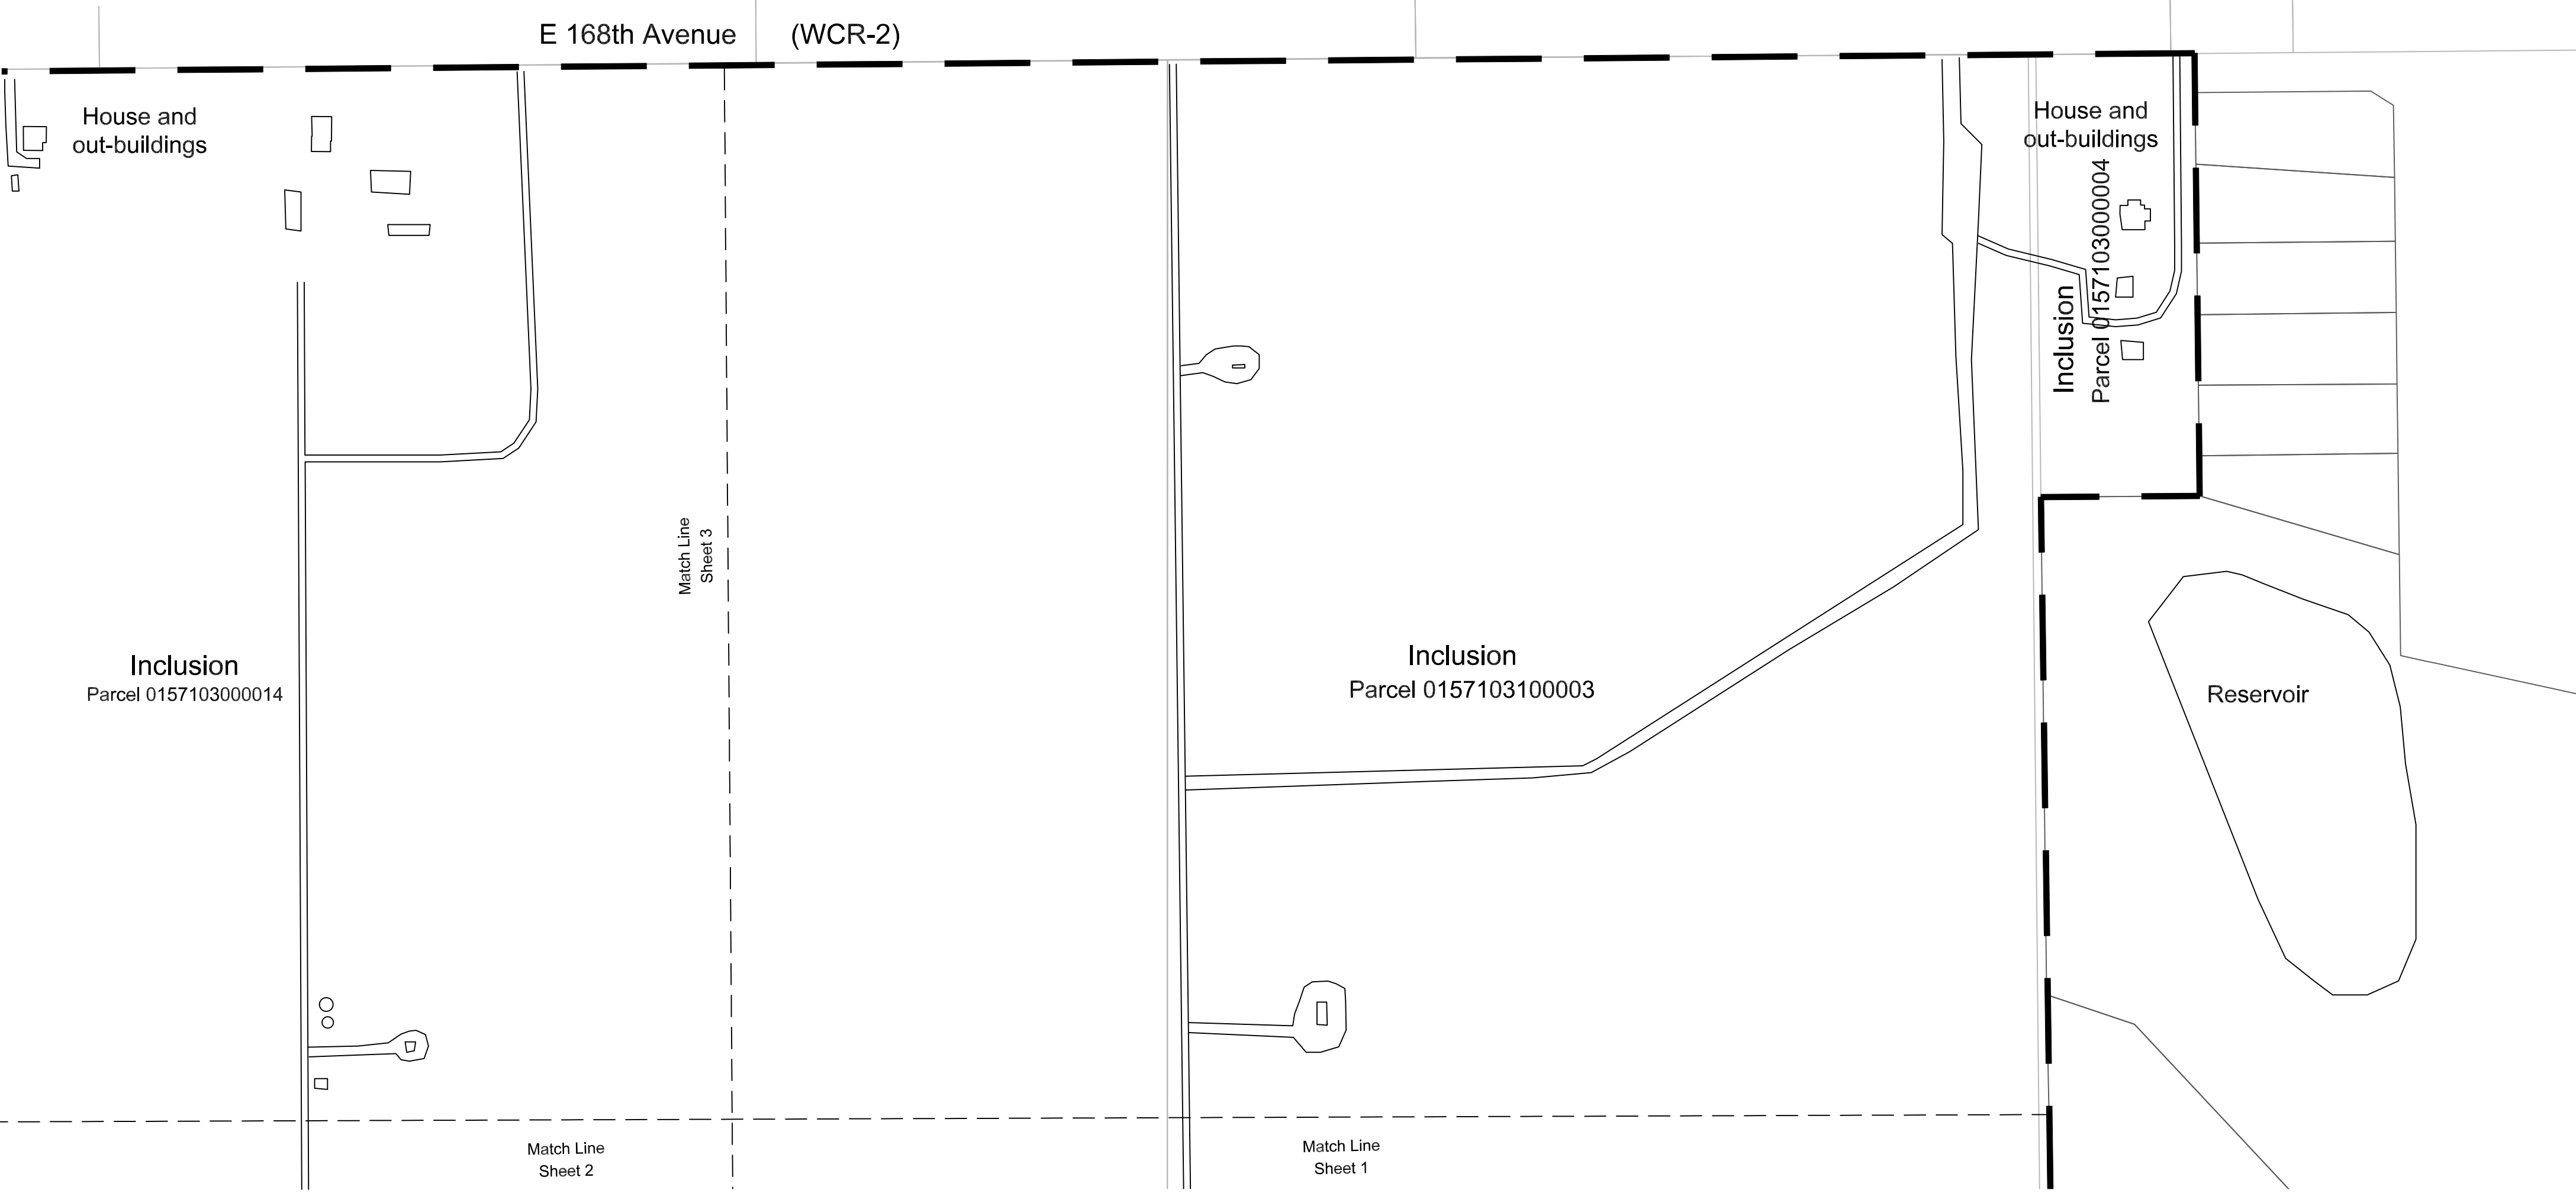 E 168th Avenue (WCR-2)
House and
out-buildings
House and
out-buildings
Inclusion
Parcel 0157103000004
Match Line
Sheet 3
Inclusion
Parcel 0157103000014
Inclusion
Parcel 0157103100003
Reservoir
Match Line
Sheet 2
Match Line
Sheet 1